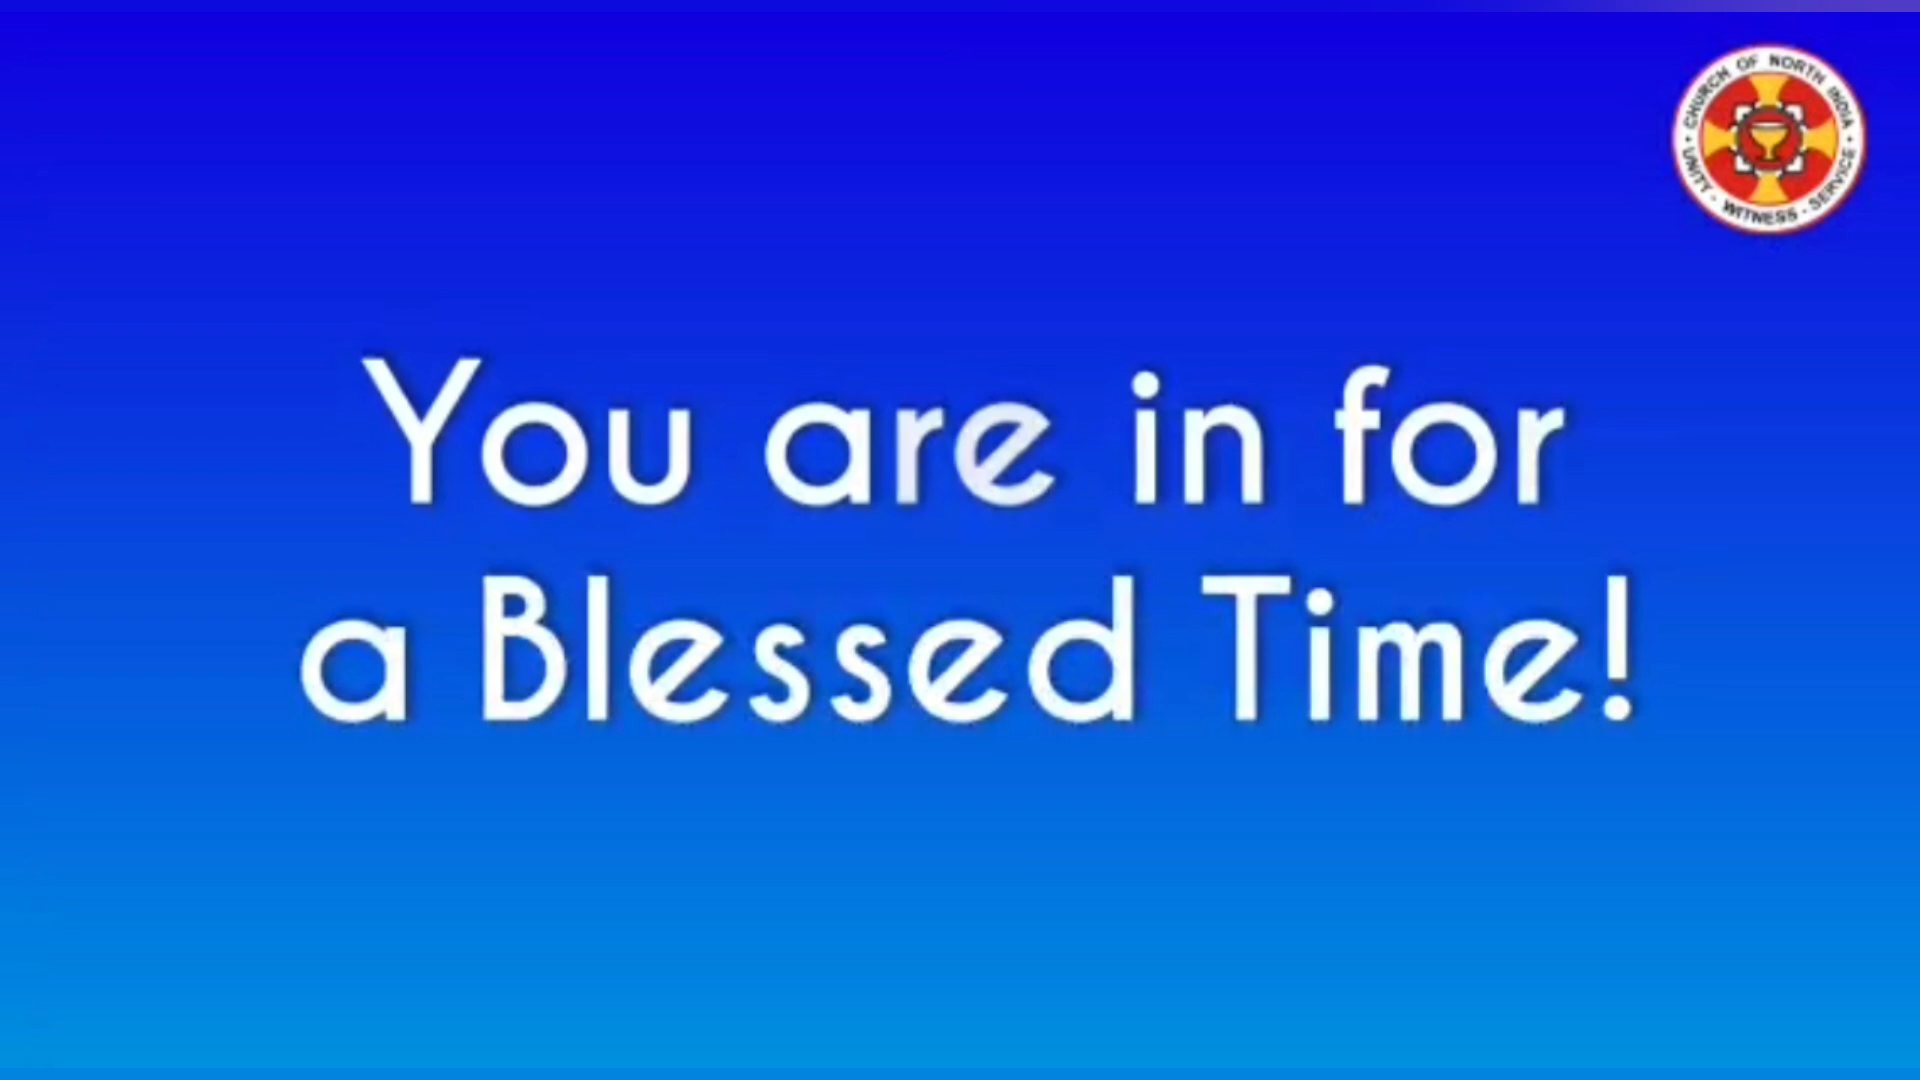 CHURCH OF NORTH INDIA
UNITY - WITNESS - SERVICE
You are in for
a Blessed Time!